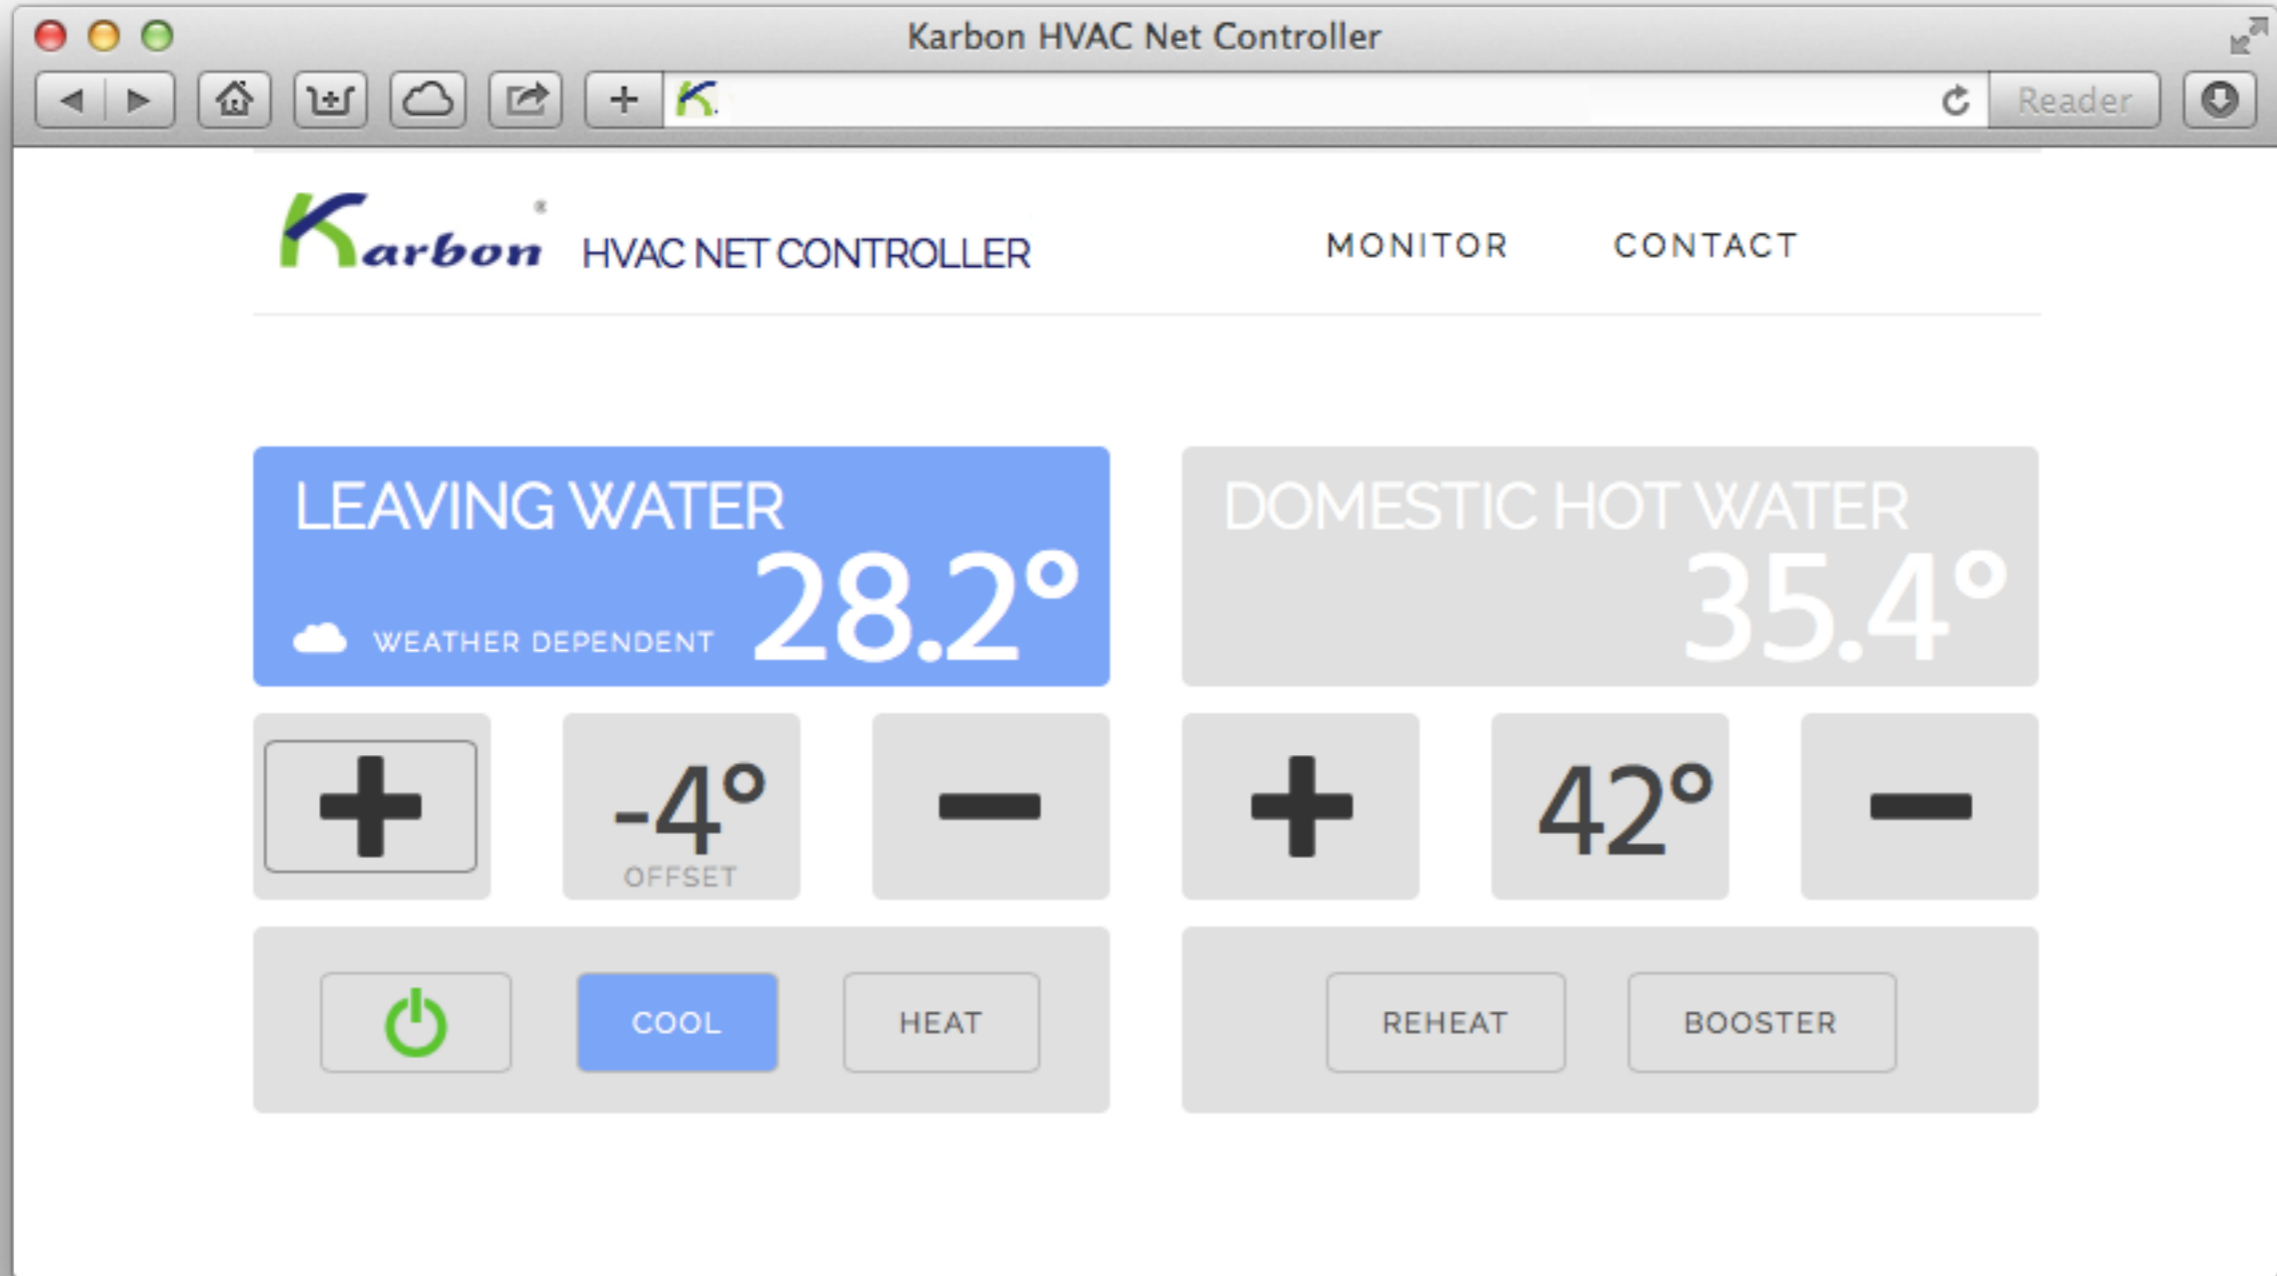 Karbon HVAC Net Controller
Reader
Karbon® HVAC NET CONTROLLER
MONITOR CONTACT
LEAVING WATER
28.2°
WEATHER DEPENDENT
DOMESTIC HOT WATER
35.4°
-4°
OFFSET
42°
COOL HEAT
REHEAT BOOSTER